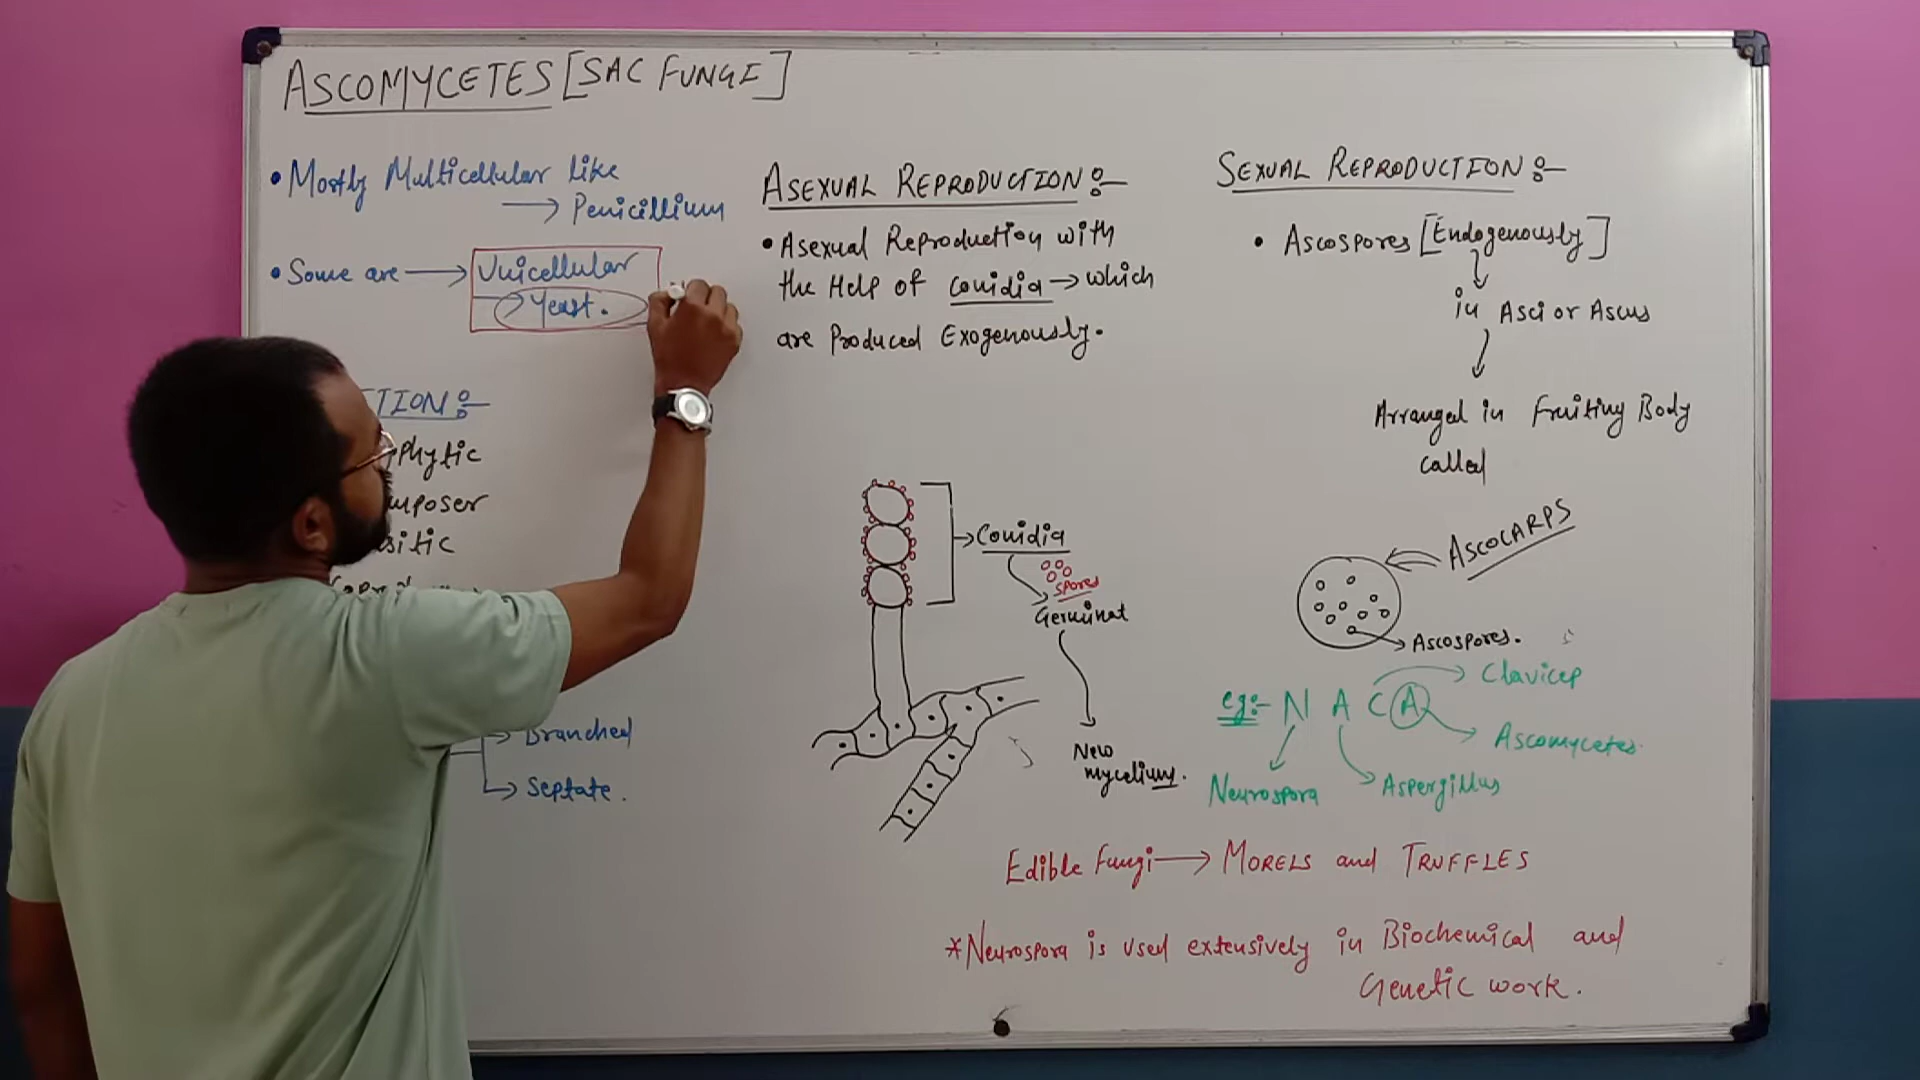 ASCOMYCETES [SAC FUNGI]
• Mostly Multicellular like
→ Penicillium
• Some are → Unicellular
→ Yeast.
TION :-
phytic
mposer
sitic
→ Branched
→ Septate.
ASEXUAL REPRODUCTION :-
• Asexual Reproduction with
the Help of Conidia → which
are Produced Exogenously.
→ Conidia
spores
Germinat
New
mycelium.
SEXUAL REPRODUCTION :-
• Ascospores [Endogenously]
in Asci or Ascus
Arranged in Fruiting Body
called
ASCOCARPS
→ Ascospores.
→ Clavicep
eg:- N A C A
→ Ascomycetes.
Neurospora
→ Aspergillus
Edible Fungi → MORELS and TRUFFLES
*Neurospora is used extensively in Biochemical and
Genetic work.